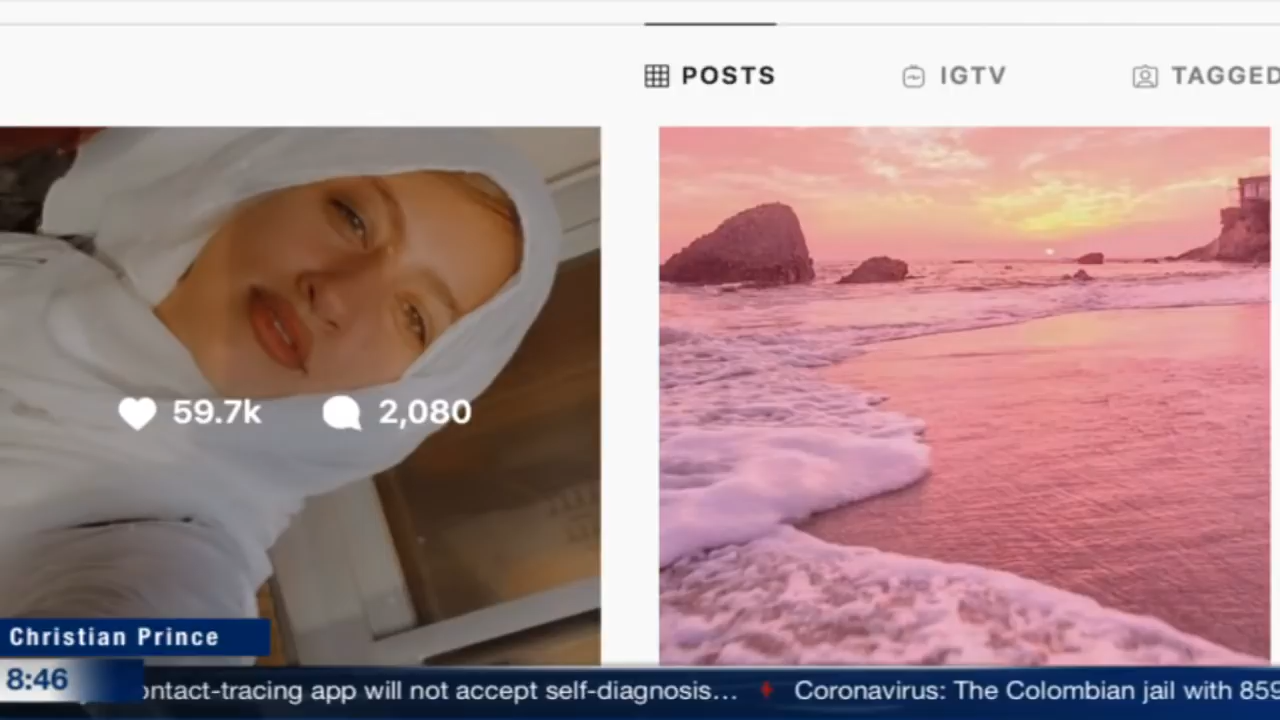 POSTS IGTV TAGGED
59.7k 2,080
Christian Prince
8:46
ontact-tracing app will not accept self-diagnosis... ♦ Coronavirus: The Colombian jail with 859